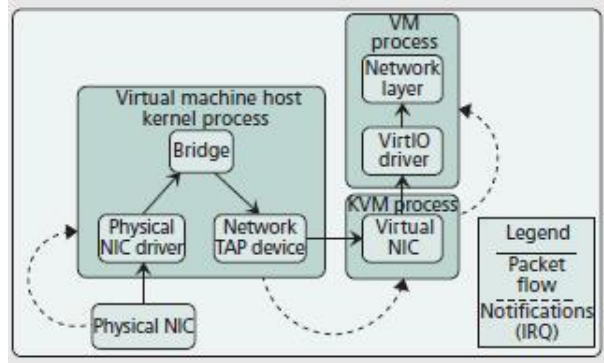 VM
process
Network
layer
VirtIO
driver
Virtual machine host
kernel process
Bridge
Physical
NIC driver
Network
TAP device
KVM process
Virtual
NIC
Physical NIC
Legend
Packet
flow
Notifications
(IRQ)